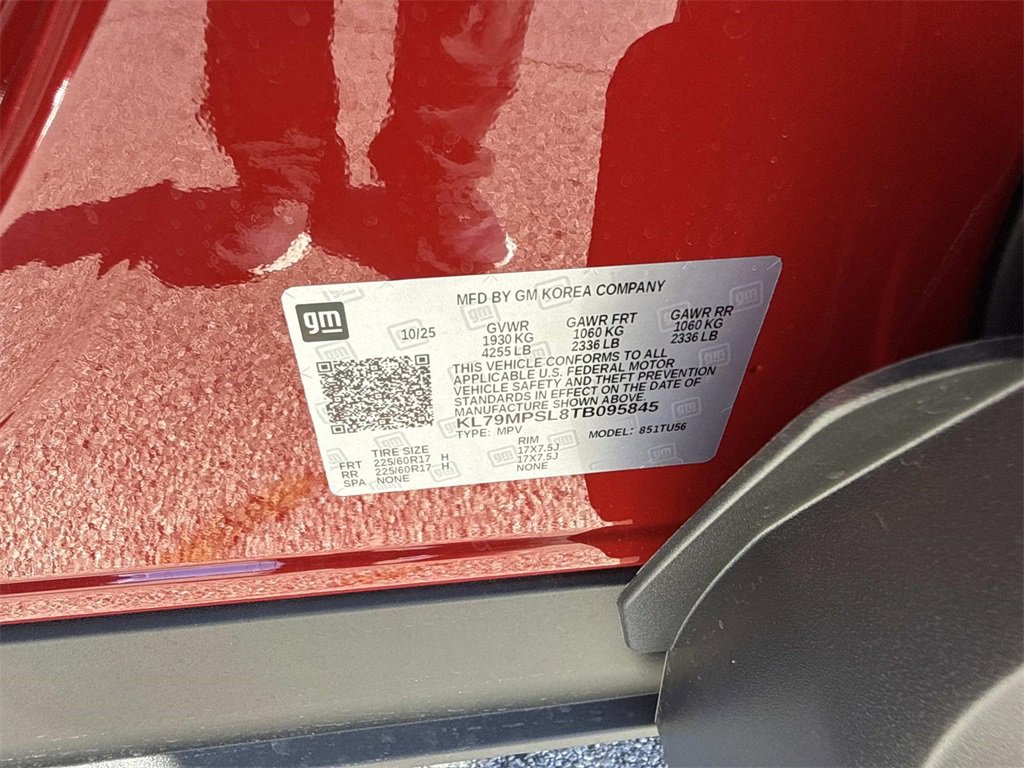 MFD BY GM KOREA COMPANY
gm
10/25
GVWR
1930 KG
4255 LB
GAWR FRT
1060 KG
2336 LB
GAWR RR
1060 KG
2336 LB
THIS VEHICLE CONFORMS TO ALL
APPLICABLE U.S. FEDERAL MOTOR
VEHICLE SAFETY AND THEFT PREVENTION
STANDARDS IN EFFECT ON THE DATE OF
MANUFACTURE SHOWN ABOVE.
KL79MPSL8TB095845
TYPE: MPV MODEL: 851TU56
TIRE SIZE RIM
FRT 225/60R17 H 17X7.5J
RR 225/60R17 H 17X7.5J
SPA NONE NONE